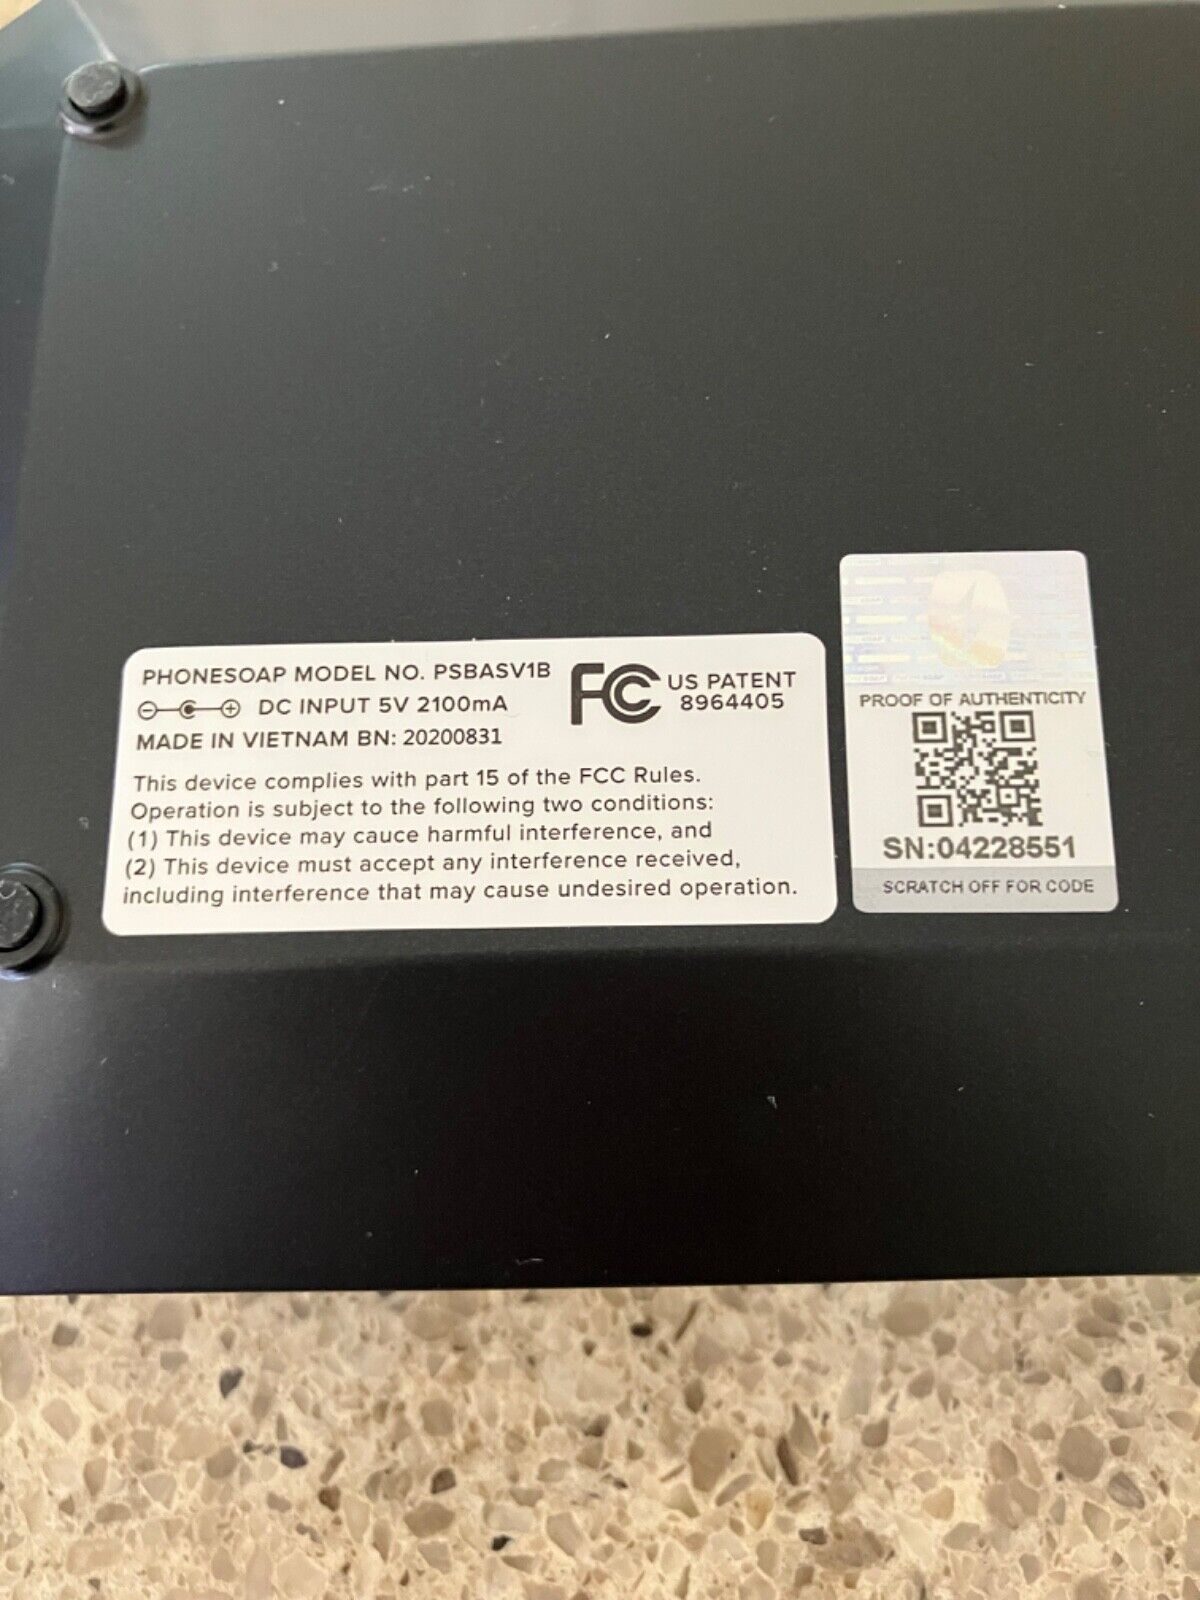 PHONESOAP MODEL NO. PSBASV1B
DC INPUT 5V 2100mA
MADE IN VIETNAM BN: 20200831
FC
US PATENT
8964405
This device complies with part 15 of the FCC Rules.
Operation is subject to the following two conditions:
(1) This device may cauce harmful interference, and
(2) This device must accept any interference received,
including interference that may cause undesired operation.
PROOF OF AUTHENTICITY
SN:04228551
SCRATCH OFF FOR CODE